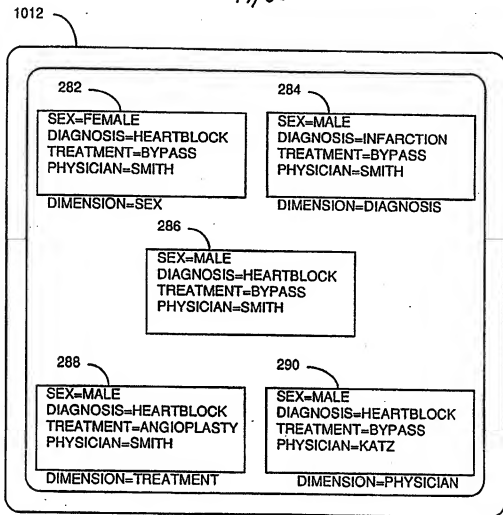 1012
282
SEX=FEMALE
DIAGNOSIS=HEARTBLOCK
TREATMENT=BYPASS
PHYSICIAN=SMITH
DIMENSION=SEX
284
SEX=MALE
DIAGNOSIS=INFARCTION
TREATMENT=BYPASS
PHYSICIAN=SMITH
DIMENSION=DIAGNOSIS
286
SEX=MALE
DIAGNOSIS=HEARTBLOCK
TREATMENT=BYPASS
PHYSICIAN=SMITH
288
SEX=MALE
DIAGNOSIS=HEARTBLOCK
TREATMENT=ANGIOPLASTY
PHYSICIAN=SMITH
DIMENSION=TREATMENT
290
SEX=MALE
DIAGNOSIS=HEARTBLOCK
TREATMENT=BYPASS
PHYSICIAN=KATZ
DIMENSION=PHYSICIAN